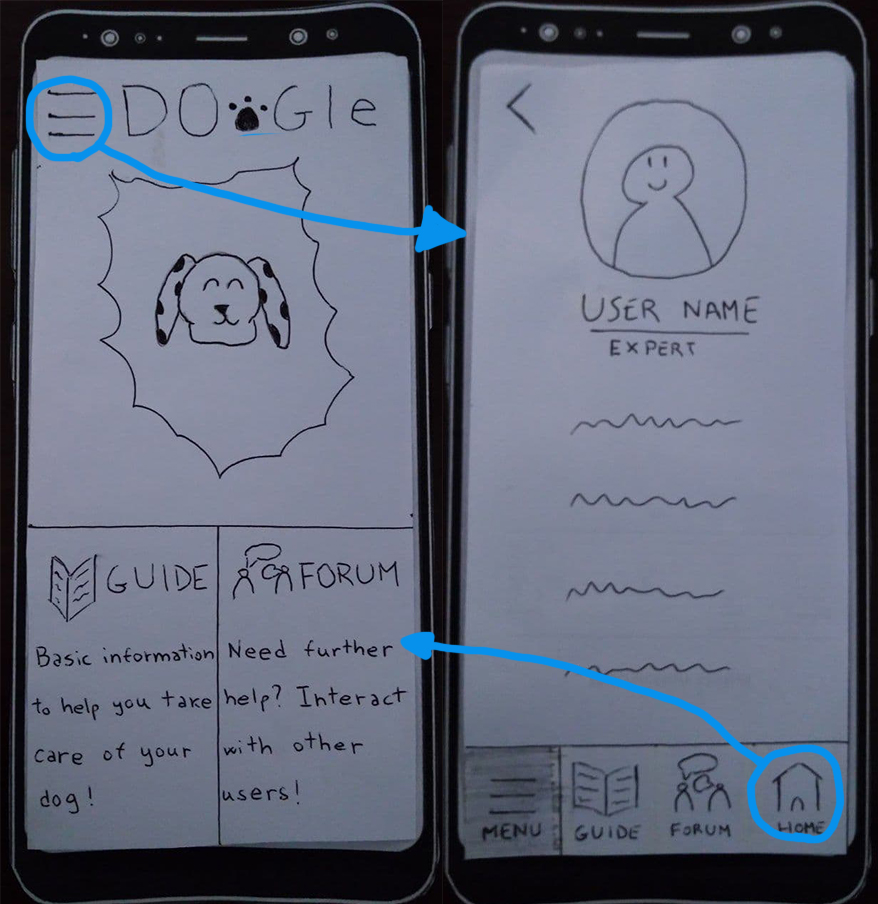 DOGle
GUIDE
Basic information
to help you take
care of your
dog!
FORUM
Need further
help? Interact
with other
users!
USER NAME
EXPERT
MENU
GUIDE
FORUM
HOME